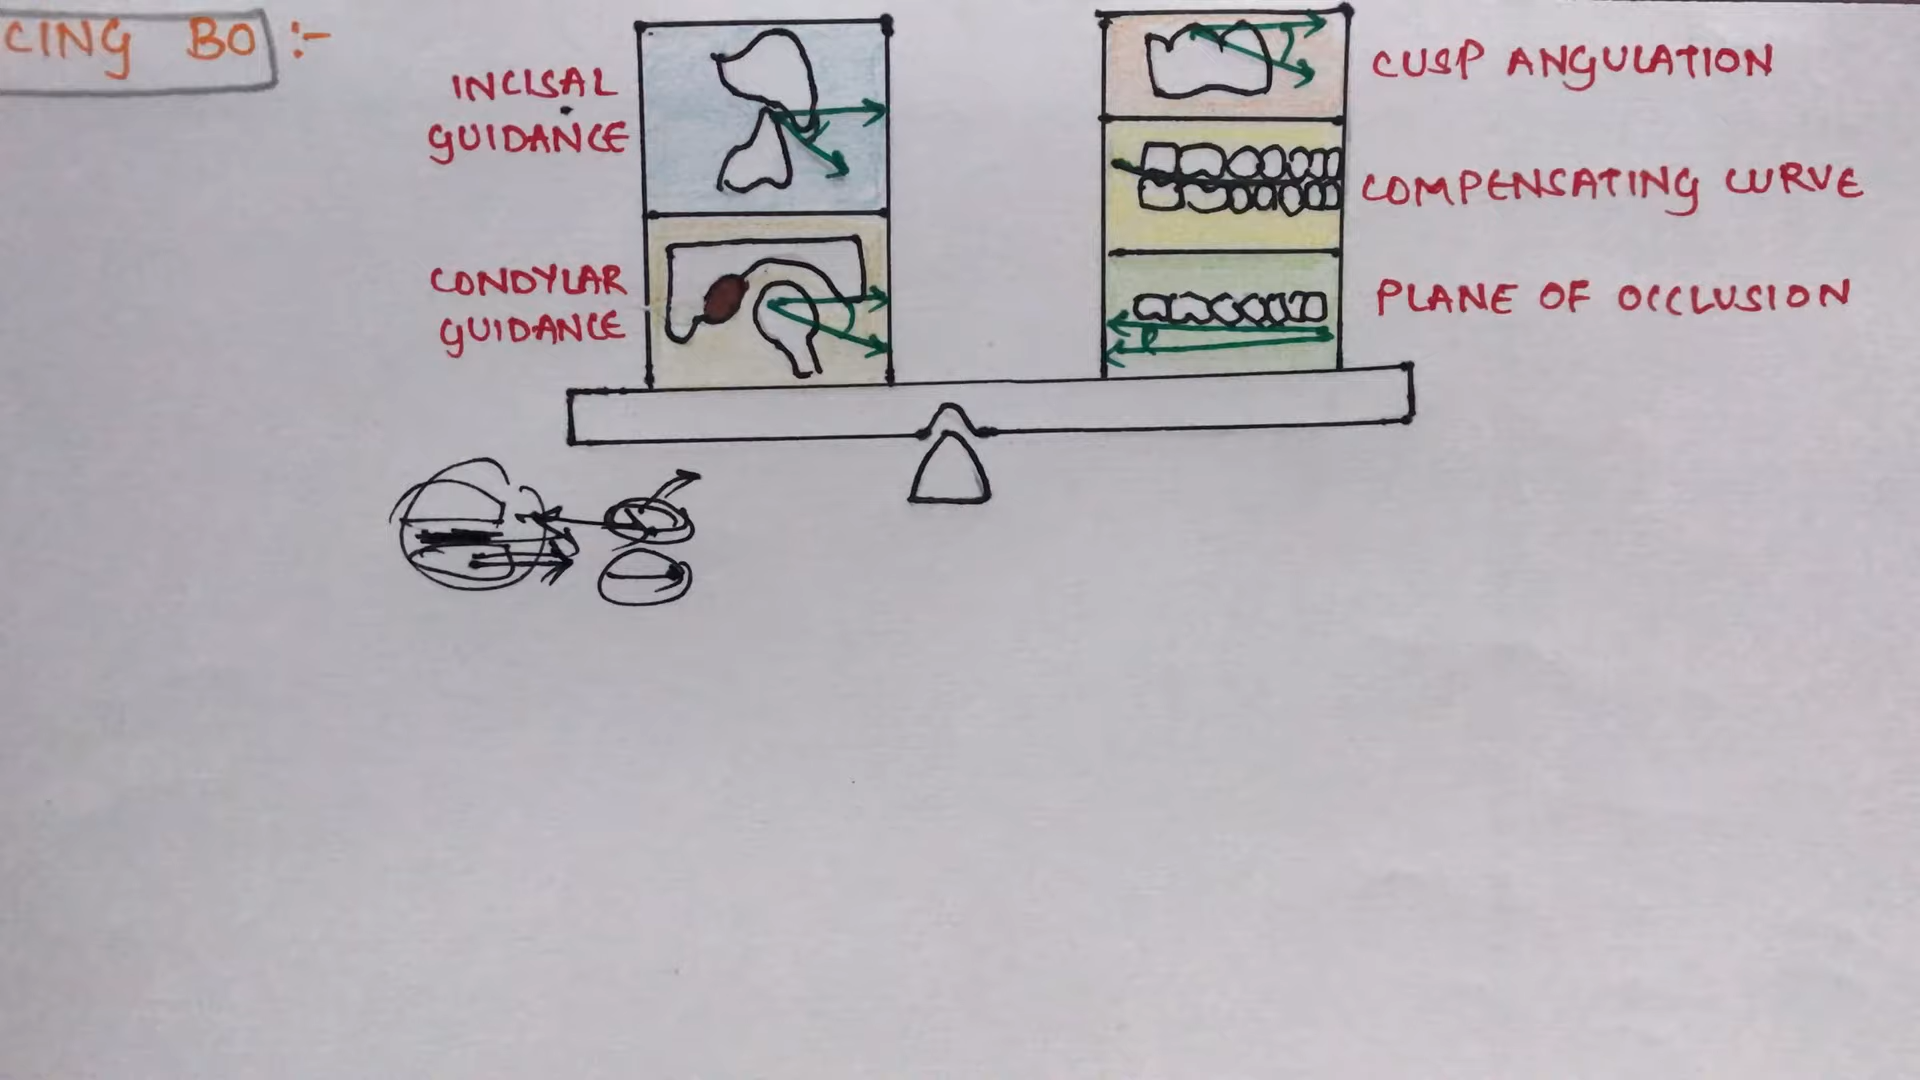 CING BO :-
INCISAL
GUIDANCE
CONDYLAR
GUIDANCE
CUSP ANGULATION
COMPENSATING CURVE
PLANE OF OCCLUSION